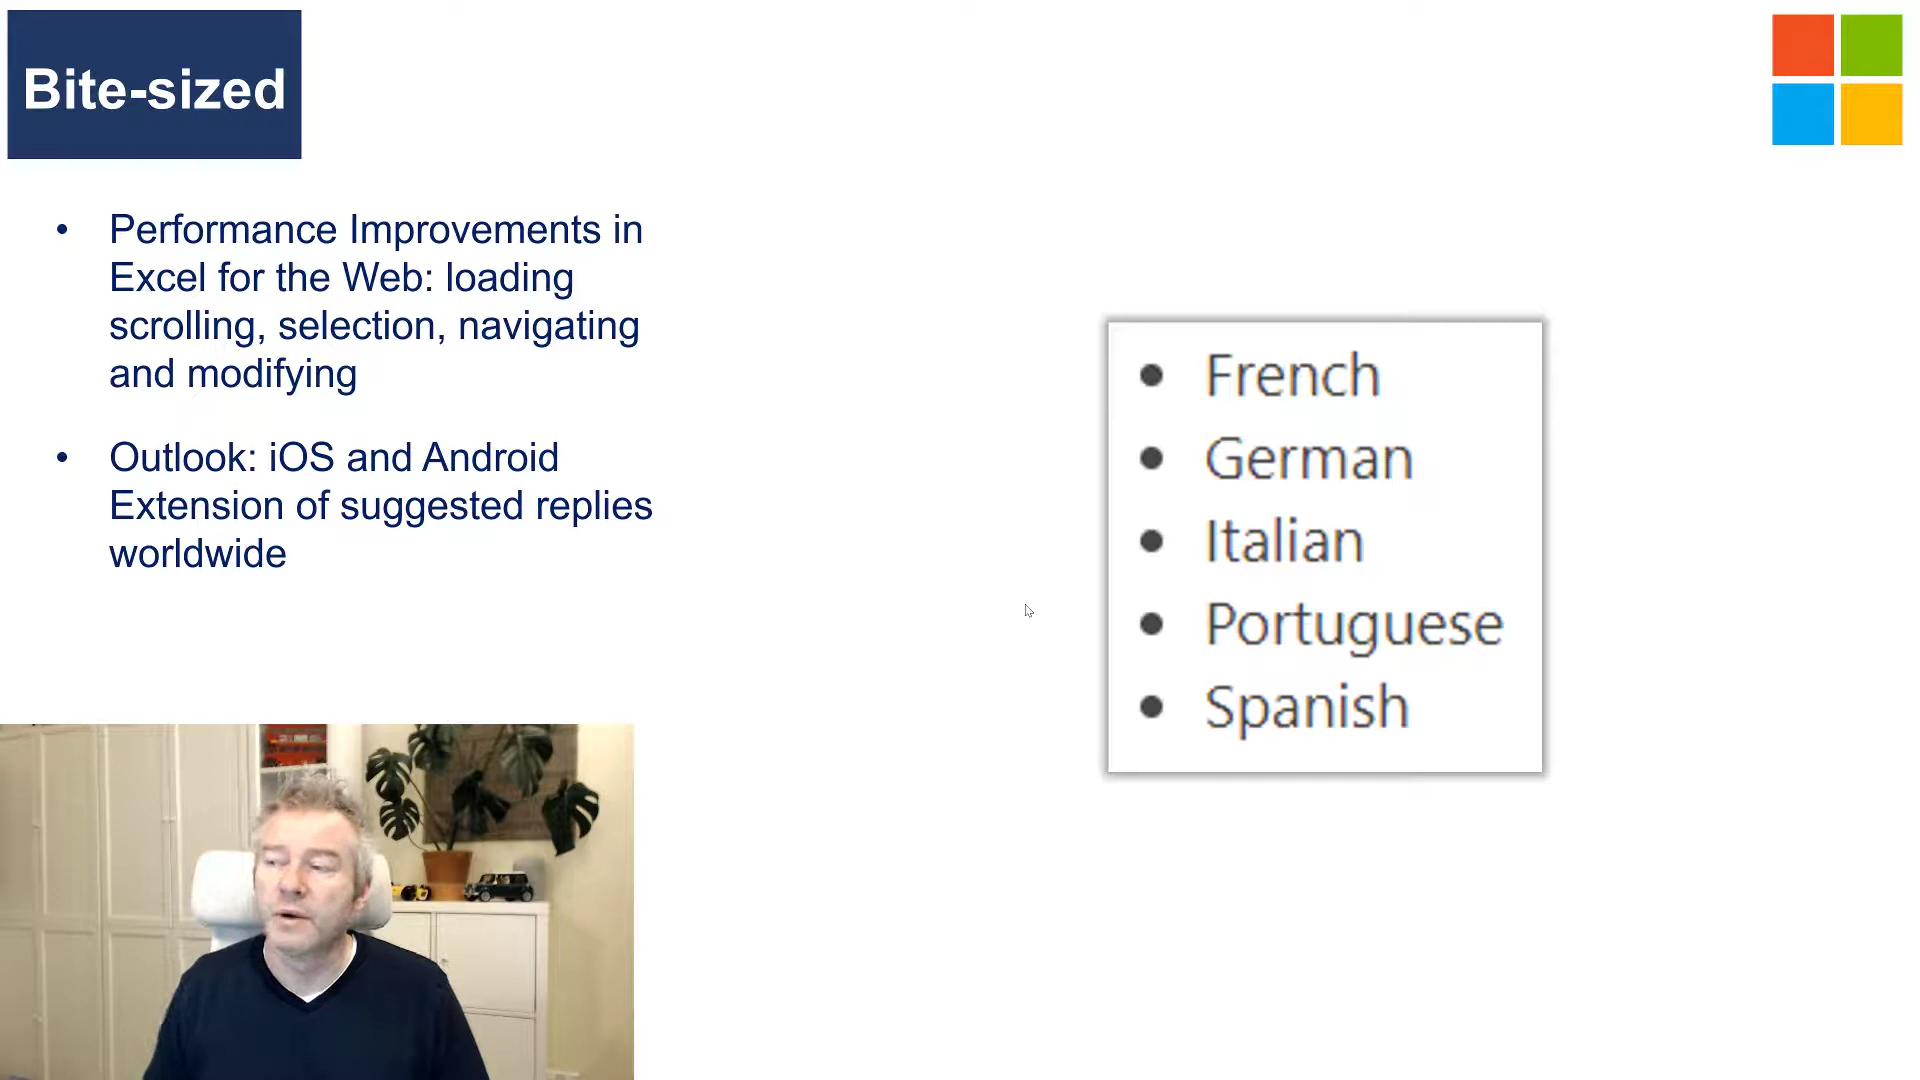 Bite-sized
• Performance Improvements in
Excel for the Web: loading
scrolling, selection, navigating
and modifying
• Outlook: iOS and Android
Extension of suggested replies
worldwide
• French
• German
• Italian
• Portuguese
• Spanish